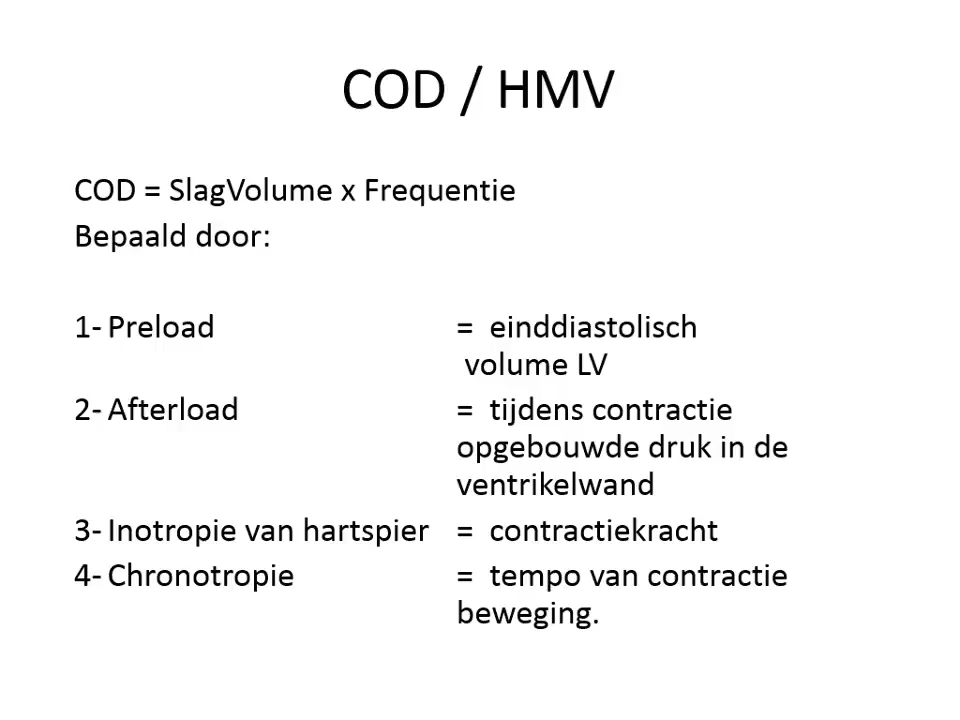 COD / HMV
COD = SlagVolume x Frequentie
Bepaald door:
1- Preload = einddiastolisch
volume LV
2- Afterload = tijdens contractie
opgebouwde druk in de
ventrikelwand
3- Inotropie van hartspier = contractiekracht
4- Chronotropie = tempo van contractie
beweging.